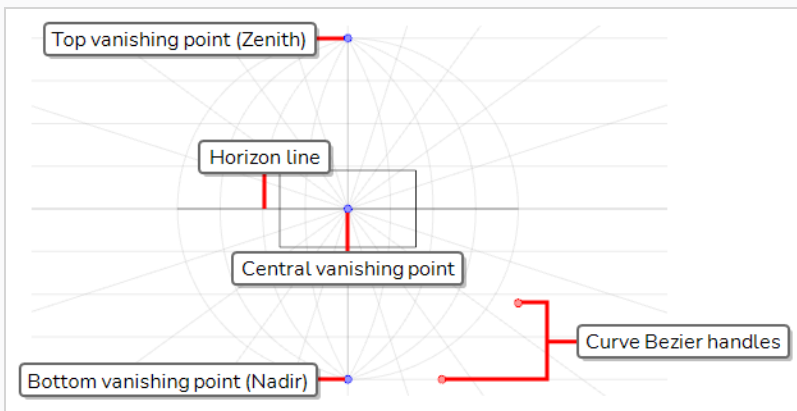 Top vanishing point (Zenith)
Horizon line
Central vanishing point
Curve Bezier handles
Bottom vanishing point (Nadir)